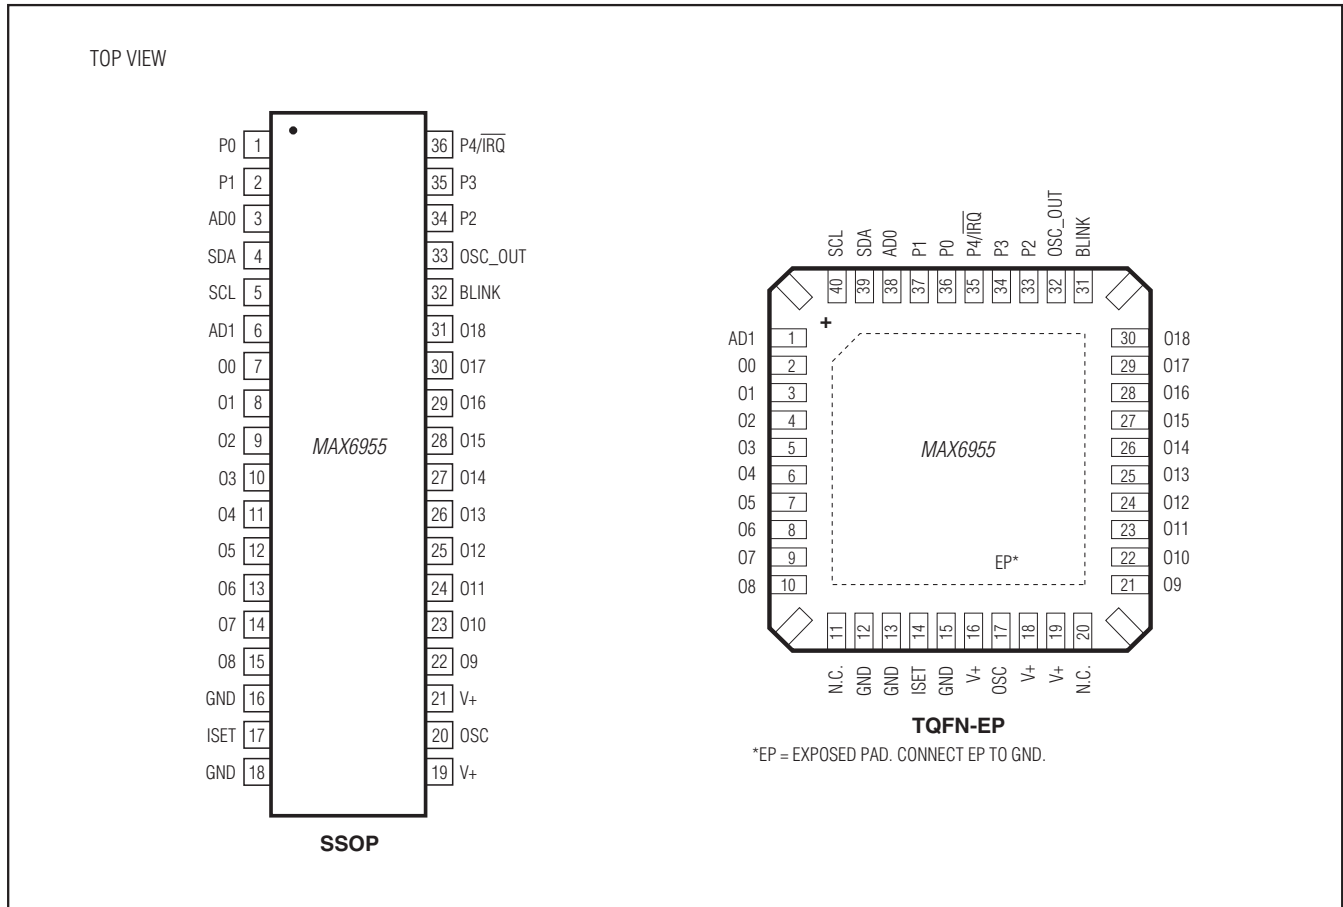 TOP VIEW
P0 1
P1 2
AD0 3
SDA 4
SCL 5
AD1 6
O0 7
O1 8
O2 9
O3 10
O4 11
O5 12
O6 13
O7 14
O8 15
GND 16
ISET 17
GND 18
MAX6955
36 P4/IRQ
35 P3
34 P2
33 OSC_OUT
32 BLINK
31 O18
30 O17
29 O16
28 O15
27 O14
26 O13
25 O12
24 O11
23 O10
22 O9
21 V+
20 OSC
19 V+
SSOP
SCL SDA AD0 P1 P0 P4/IRQ P3 P2 OSC_OUT BLINK
40 39 38 37 36 35 34 33 32 31
+
AD1 1
O0 2
O1 3
O2 4
O3 5
O4 6
O5 7
O6 8
O7 9
O8 10
MAX6955
EP*
30 O18
29 O17
28 O16
27 O15
26 O14
25 O13
24 O12
23 O11
22 O10
21 O9
11 12 13 14 15 16 17 18 19 20
N.C. GND GND ISET GND V+ OSC V+ V+ N.C.
TQFN-EP
*EP = EXPOSED PAD. CONNECT EP TO GND.